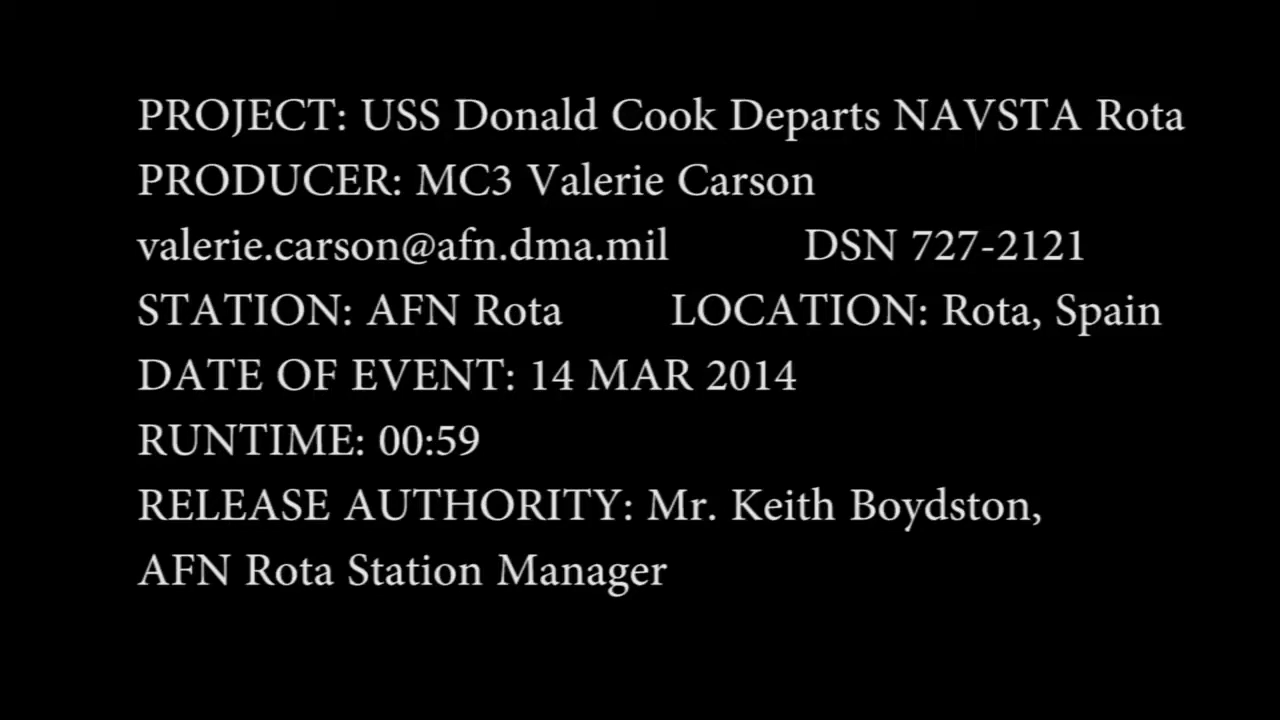 PROJECT: USS Donald Cook Departs NAVSTA Rota
PRODUCER: MC3 Valerie Carson
valerie.carson@afn.dma.mil DSN 727-2121
STATION: AFN Rota LOCATION: Rota, Spain
DATE OF EVENT: 14 MAR 2014
RUNTIME: 00:59
RELEASE AUTHORITY: Mr. Keith Boydston,
AFN Rota Station Manager